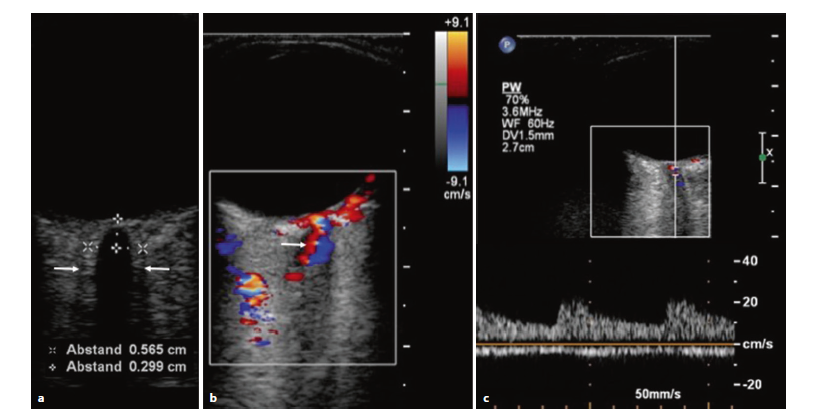 Abstand 0.565 cm
Abstand 0.299 cm
a
+9.1
-9.1
cm/s
b
P
PW
70%
3.6MHz
WF 60Hz
DV1.5mm
2.7cm
x
40
20
cm/s
-20
50mm/s
c